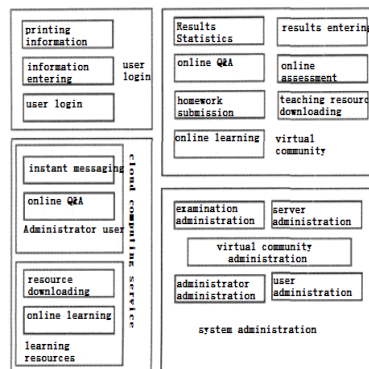 printing
information
information
entering
user
login
user login
Results
Statistics
results entering
online Q&A
online
assessment
homework
submission
teaching resourc
downloading
online learning
virtual
community
instant messaging
online Q&A
Administrator user
resource
downloading
online learning
learning
resources
cloud computing service
examination
administration
server
administration
virtual community
administration
administrator
administration
user
administration
system administration